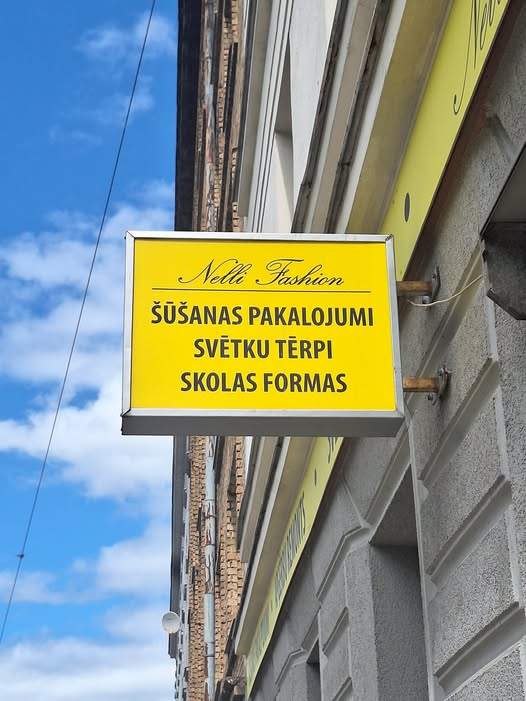 Nelli Fashion
ŠŪŠANAS PAKALOJUMI
SVĒTKU TĒRPI
SKOLAS FORMAS